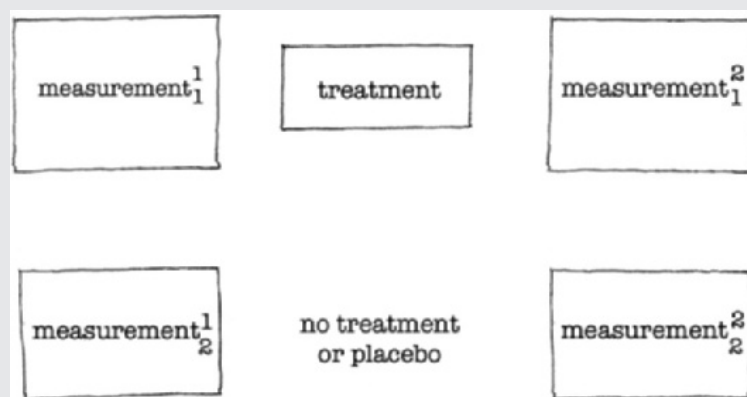 measurement¹₁ treatment measurement²₁
measurement¹₂ no treatment measurement²₂
or placebo